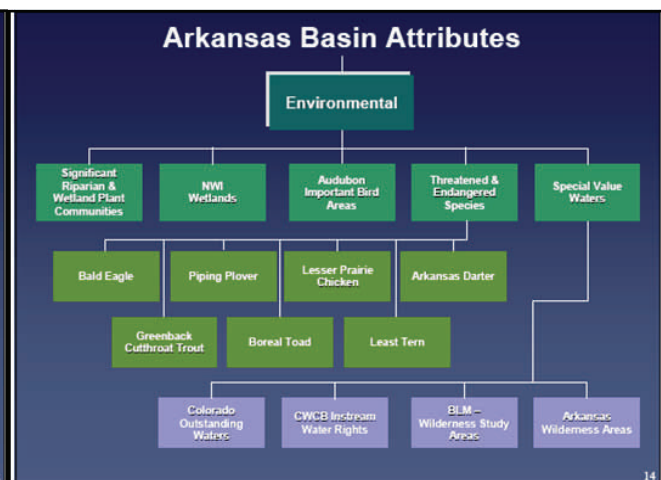 Arkansas Basin Attributes
Environmental
Significant
Riparian &
Wetland Plant
Communities
NWI
Wetlands
Audubon
Important Bird
Areas
Threatened &
Endangered
Species
Special Value
Waters
Bald Eagle
Piping Plover
Lesser Prairie
Chicken
Arkansas Darter
Greenback
Cutthroat Trout
Boreal Toad
Least Tern
Colorado
Outstanding
Waters
CWCB Instream
Water Rights
BLM –
Wilderness Study
Areas
Arkansas
Wilderness Areas
14